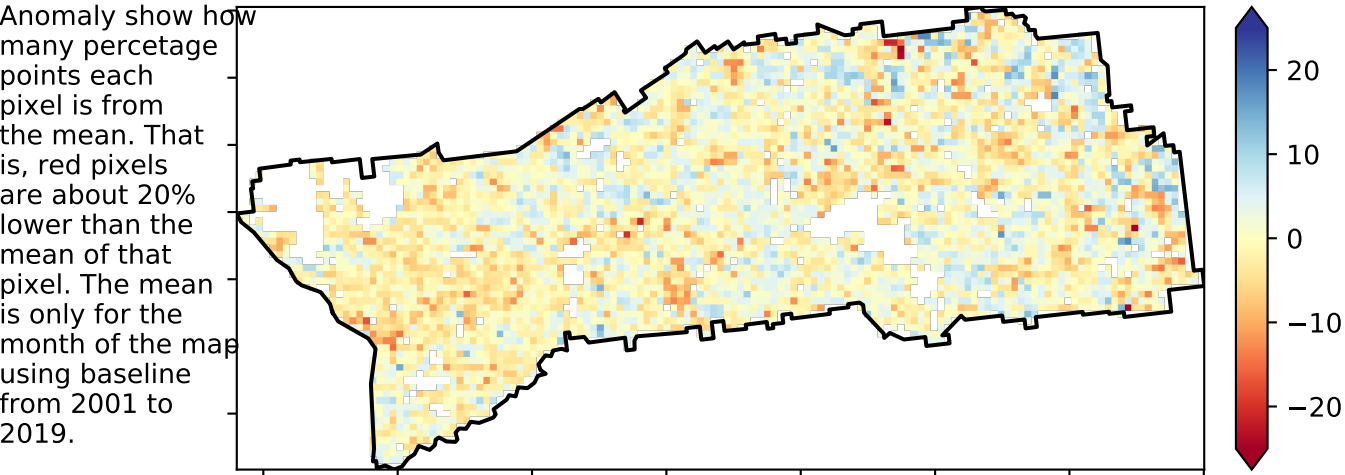 Anomaly show how
many percetage
points each
pixel is from
the mean. That
is, red pixels
are about 20%
lower than the
mean of that
pixel. The mean
is only for the
month of the map
using baseline
from 2001 to
2019.
20
10
0
−10
−20